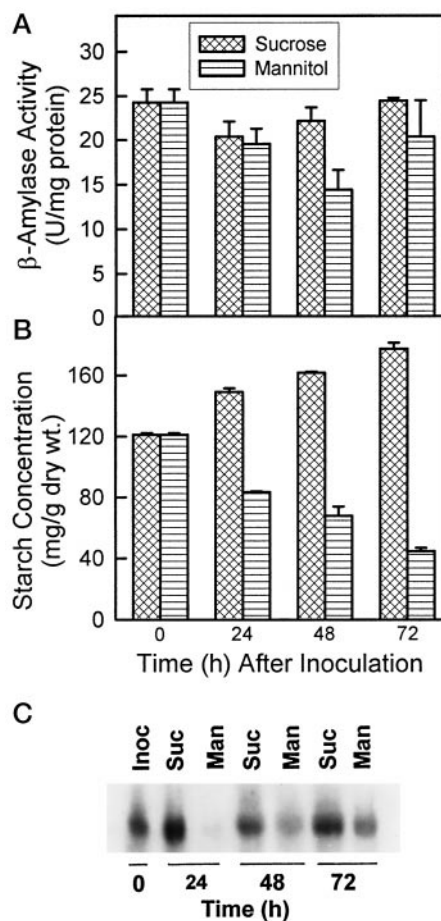 A
Sucrose
Mannitol
β-Amylase Activity
(U/mg protein)
30
25
20
15
10
5
0
B
Starch Concentration
(mg/g dry wt.)
160
120
80
40
0
0 24 48 72
Time (h) After Inoculation
C
Inoc Suc Man Suc Man Suc Man
0 24 48 72
Time (h)